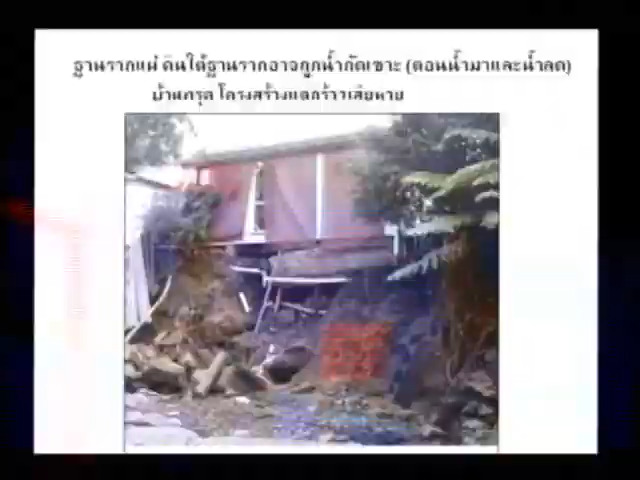 ฐานรากแผ่ ดินใต้ฐานรากอาจถูกน้ำกัดเซาะ (ตอนน้ำมาและน้ำลด)
บ้านทรุด โครงสร้างแตกร้าวเสียหาย